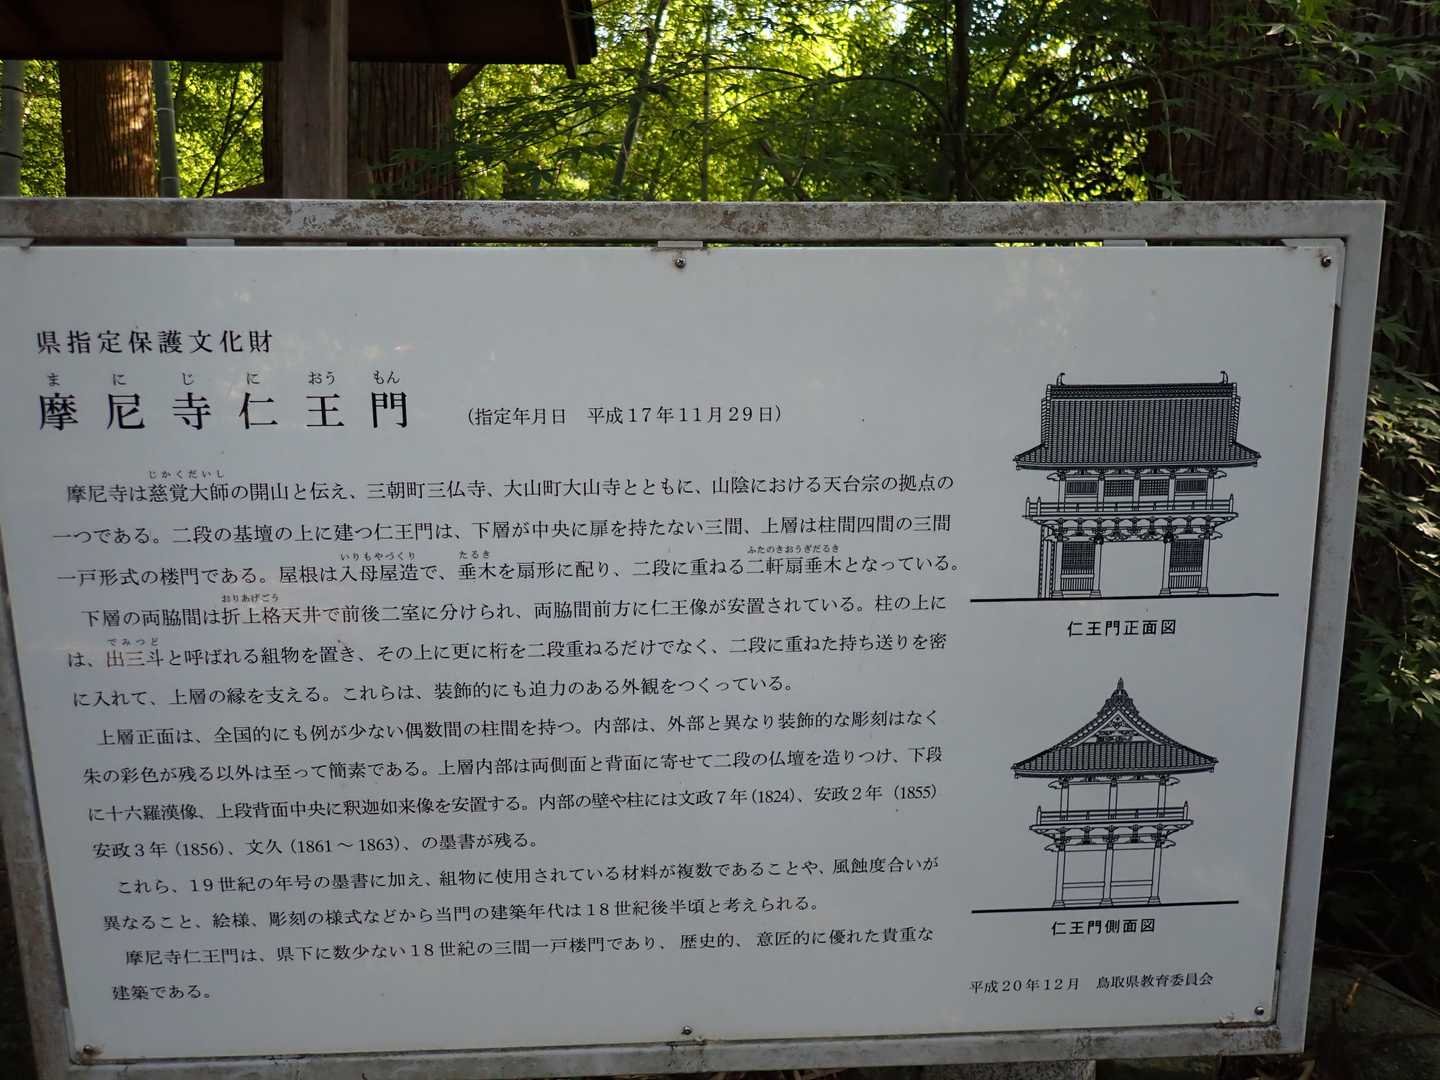 県指定保護文化財
まにじにおうもん
摩尼寺仁王門 (指定年月日 平成17年11月29日)
じかくだいし
摩尼寺は慈覚大師の開山と伝え、三朝町三仏寺、大山町大山寺とともに、山陰における天台宗の拠点の
一つである。二段の基壇の上に建つ仁王門は、下層が中央に扉を持たない三間、上層は柱間四間の三間
いりもやづくり たるき ふたのきおうぎだるき
一戸形式の楼門である。屋根は入母屋造で、垂木を扇形に配り、二段に重ねる二軒扇垂木となっている。
おりあげごう
下層の両脇間は折上格天井で前後二室に分けられ、両脇間前方に仁王像が安置されている。柱の上に
でみつど
は、出三斗と呼ばれる組物を置き、その上に更に桁を二段重ねるだけでなく、二段に重ねた持ち送りを密
に入れて、上層の縁を支える。これらは、装飾的にも迫力のある外観をつくっている。
上層正面は、全国的にも例が少ない偶数間の柱間を持つ。内部は、外部と異なり装飾的な彫刻はなく
朱の彩色が残る以外は至って簡素である。上層内部は両側面と背面に寄せて二段の仏壇を造りつけ、下段
に十六羅漢像、上段背面中央に釈迦如来像を安置する。内部の壁や柱には文政7年(1824)、安政2年(1855)
安政3年(1856)、文久(1861～1863)、の墨書が残る。
これら、19世紀の年号の墨書に加え、組物に使用されている材料が複数であることや、風蝕度合いが
異なること、絵様、彫刻の様式などから当門の建築年代は18世紀後半頃と考えられる。
摩尼寺仁王門は、県下に数少ない18世紀の三間一戸楼門であり、歴史的、意匠的に優れた貴重な
建築である。
仁王門正面図
仁王門側面図
平成20年12月 鳥取県教育委員会